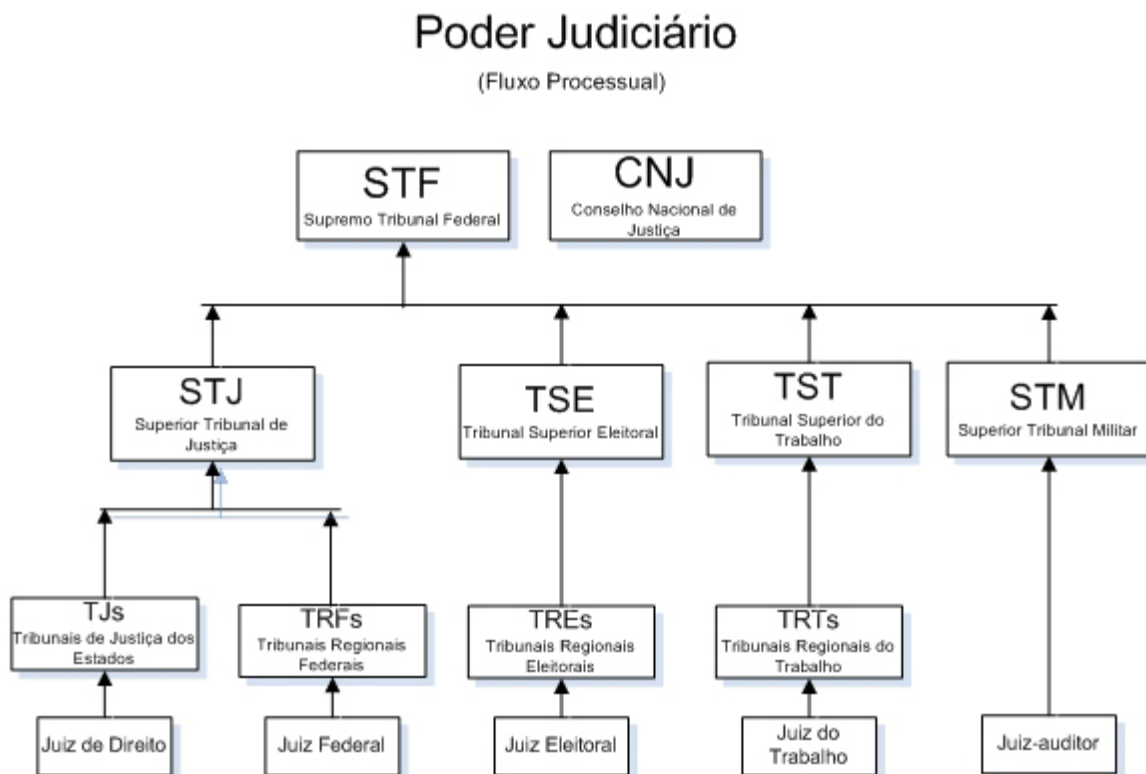 Poder Judiciário
(Fluxo Processual)
STF
Supremo Tribunal Federal
CNJ
Conselho Nacional de
Justiça
STJ
Superior Tribunal de
Justiça
TSE
Tribunal Superior Eleitoral
TST
Tribunal Superior do
Trabalho
STM
Superior Tribunal Militar
TJs
Tribunais de Justiça dos
Estados
TRFs
Tribunais Regionais
Federais
TREs
Tribunais Regionais
Eleitorais
TRTs
Tribunais Regionais do
Trabalho
Juiz de Direito
Juiz Federal
Juiz Eleitoral
Juiz do
Trabalho
Juiz-auditor